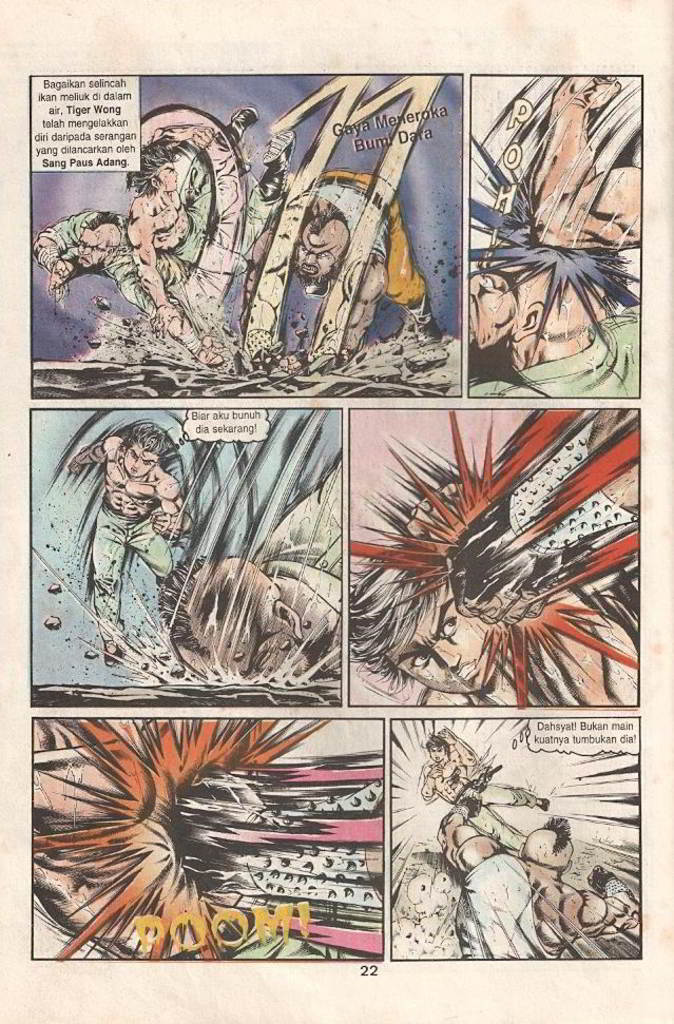 Bagaikan selincah
ikan meliuk di dalam
air, Tiger Wong
telah mengelakkan
diri daripada serangan
yang dilancarkan oleh
Sang Paus Adang.
Gaya Meneroka
Bumi Dara
POOH!
Biar aku bunuh
dia sekarang!
POOM!
Dahsyat! Bukan main
kuatnya tumbukan dia!
22